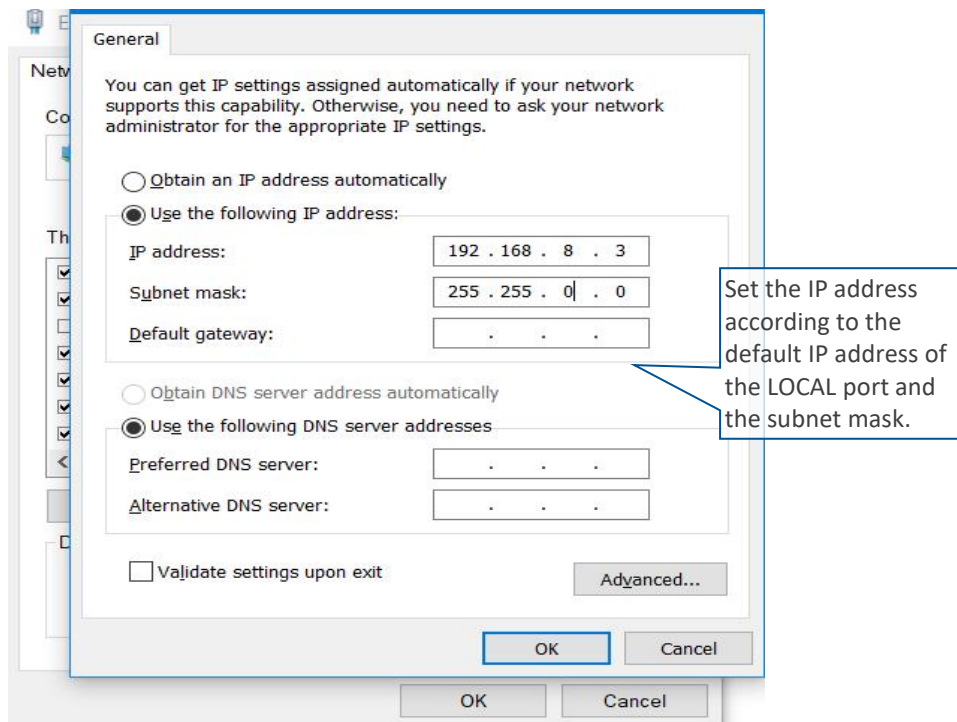 E
General
Netw
You can get IP settings assigned automatically if your network
supports this capability. Otherwise, you need to ask your network
administrator for the appropriate IP settings.
Co
Obtain an IP address automatically
Use the following IP address:
Th
IP address:
192 . 168 . 8 . 3
Subnet mask:
255 . 255 . 0 . 0
Default gateway:
. . .
Set the IP address
according to the
default IP address of
the LOCAL port and
the subnet mask.
Obtain DNS server address automatically
Use the following DNS server addresses
Preferred DNS server:
. . .
Alternative DNS server:
. . .
D
Validate settings upon exit
Advanced...
OK
Cancel
OK
Cancel